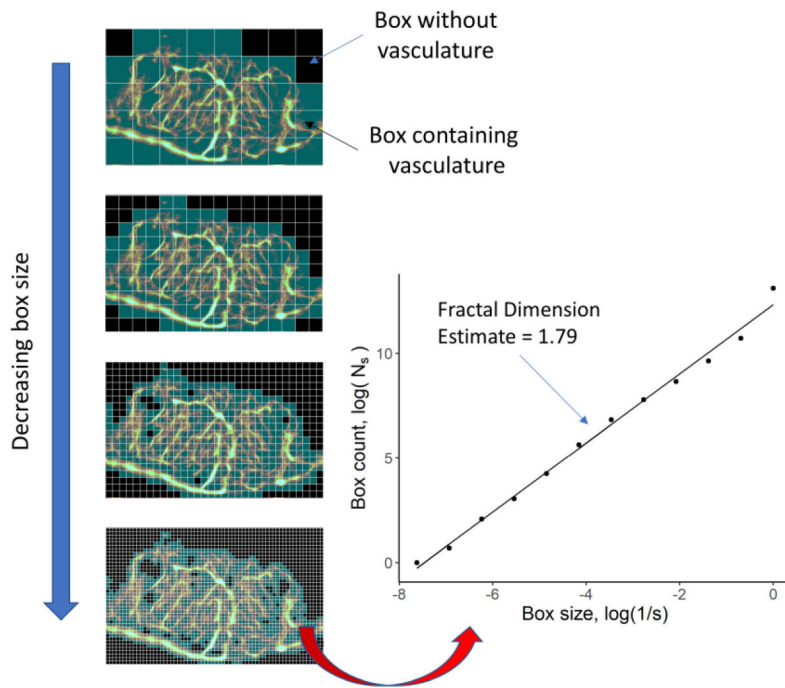 Box without
vasculature
Box containing
vasculature
Decreasing box size
Fractal Dimension
Estimate = 1.79
Box count, log( Nₛ )
10
5
0
-8
-6
-4
-2
0
Box size, log(1/s)